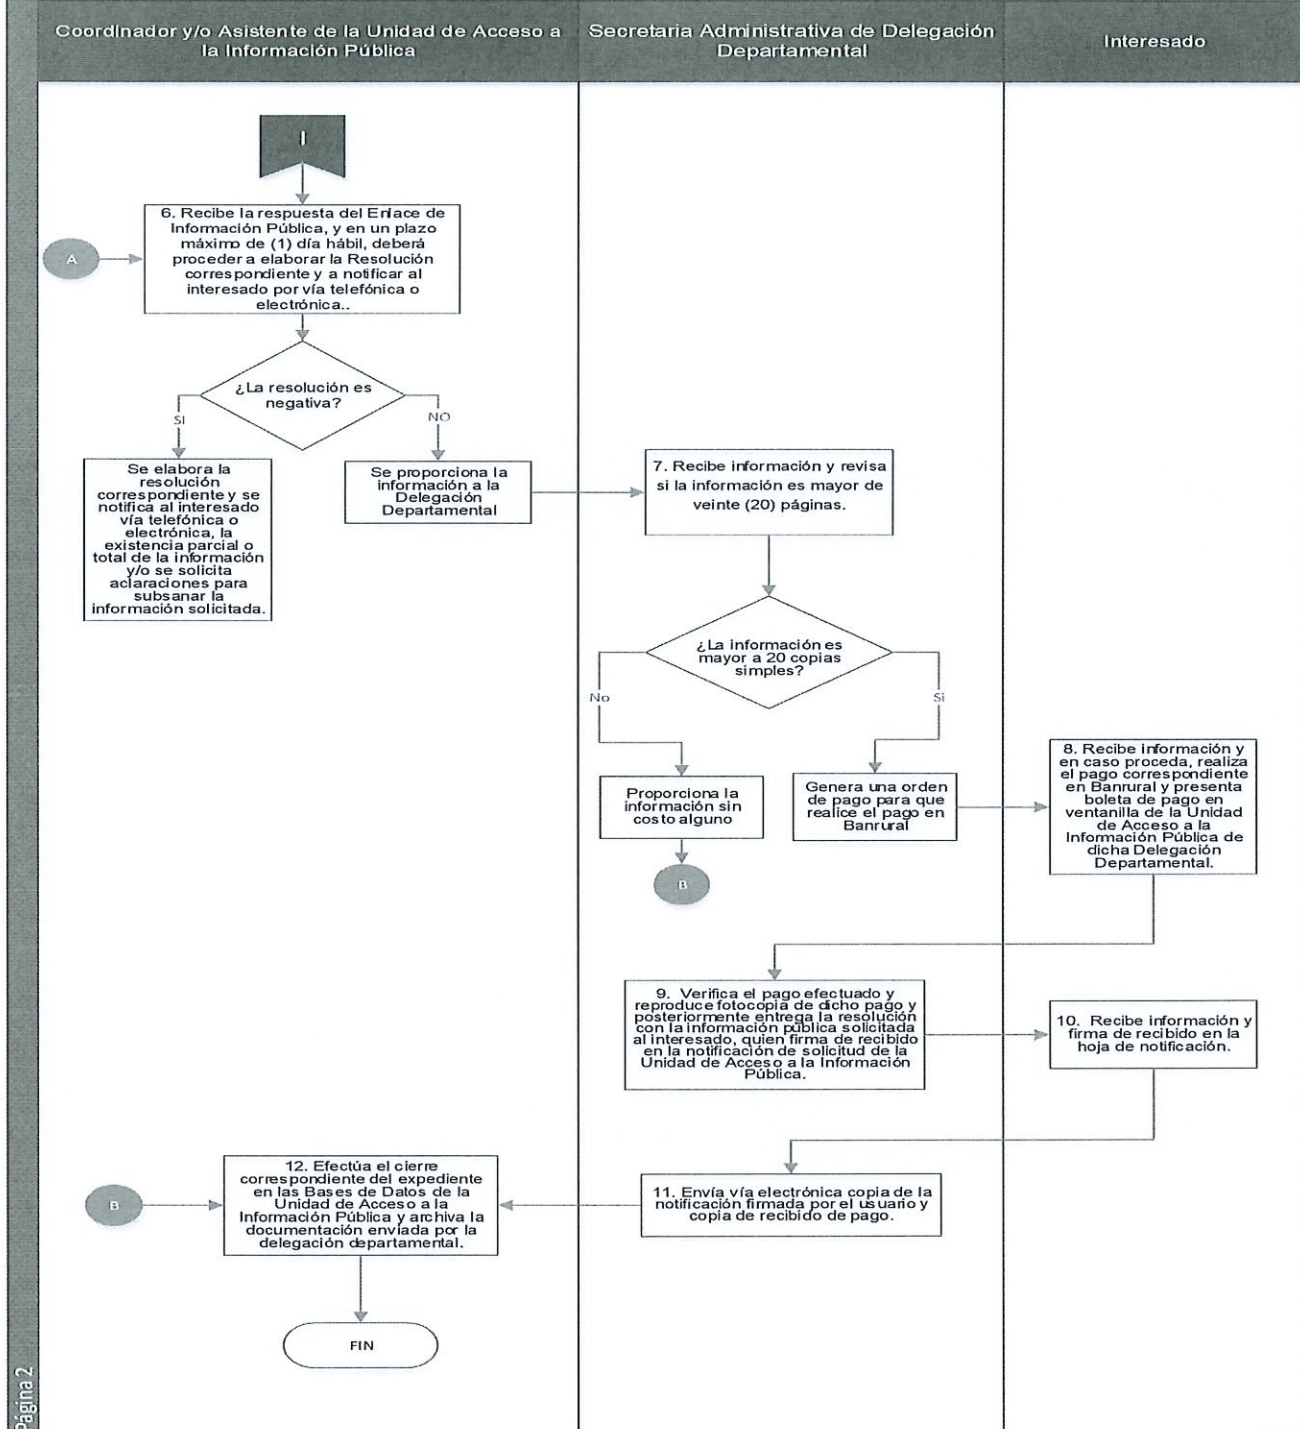 Coordinador y/o Asistente de la Unidad de Acceso a
la Información Pública
Secretaria Administrativa de Delegación
Departamental
Interesado
I
6. Recibe la respuesta del Enlace de
Información Pública, y en un plazo
máximo de (1) día hábil, deberá
proceder a elaborar la Resolución
correspondiente y a notificar al
interesado por vía telefónica o
electrónica..
A
¿La resolución es
negativa?
SI
NO
Se elabora la
resolución
correspondiente y se
notifica al interesado
vía telefónica o
electrónica, la
existencia parcial o
total de la información
y/o se solicita
aclaraciones para
subsanar la
información solicitada.
Se proporciona la
información a la
Delegación
Departamental
7. Recibe información y revisa
si la información es mayor de
veinte (20) páginas.
¿La información es
mayor a 20 copias
simples?
No
Si
Proporciona la
información sin
costo alguno
Genera una orden
de pago para que
realice el pago en
Banrural
8. Recibe información y
en caso proceda, realiza
el pago correspondiente
en Banrural y presenta
boleta de pago en
ventanilla de la Unidad
de Acceso a la
Información Pública de
dicha Delegación
Departamental.
B
9. Verifica el pago efectuado y
reproduce fotocopia de dicho pago y
posteriormente entrega la resolución
con la información pública solicitada
al interesado, quien firma de recibido
en la notificación de solicitud de la
Unidad de Acceso a la Información
Pública.
10. Recibe información y
firma de recibido en la
hoja de notificación.
11. Envía vía electrónica copia de la
notificación firmada por el usuario y
copia de recibido de pago.
12. Efectúa el cierre
correspondiente del expediente
en las Bases de Datos de la
Unidad de Acceso a la
Información Pública y archiva la
documentación enviada por la
delegación departamental.
B
FIN
Página 2